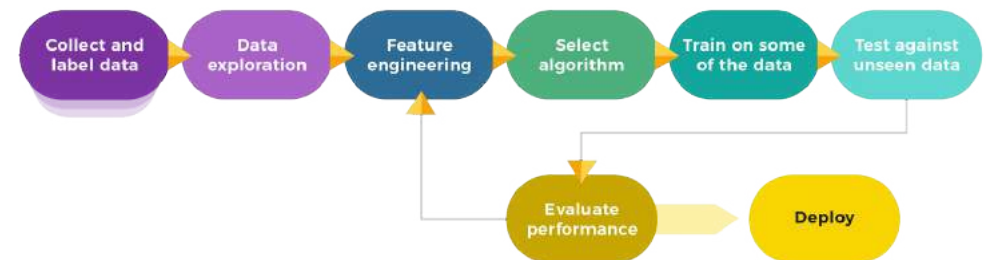 Collect and
label data
Data
exploration
Feature
engineering
Select
algorithm
Train on some
of the data
Test against
unseen data
Evaluate
performance
Deploy